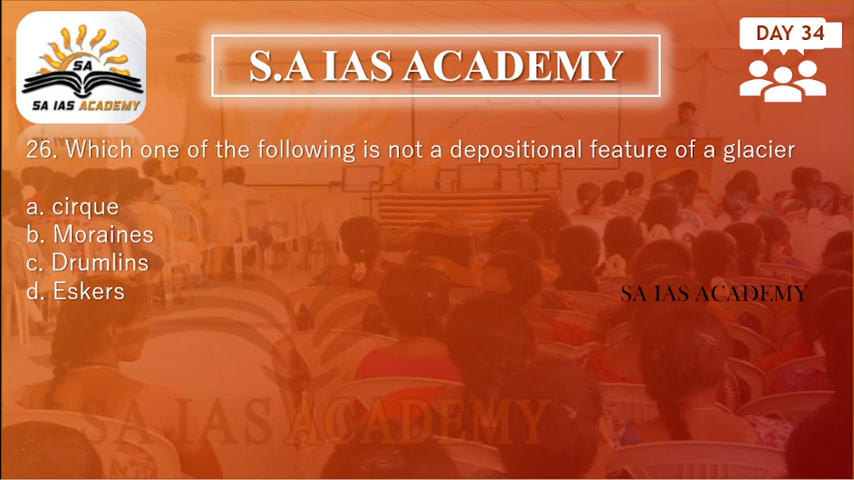 S.A IAS ACADEMY
DAY 34
SA
SA IAS ACADEMY
26. Which one of the following is not a depositional feature of a glacier
a. cirque
b. Moraines
c. Drumlins
d. Eskers
SA IAS ACADEMY
SA IAS ACADEMY